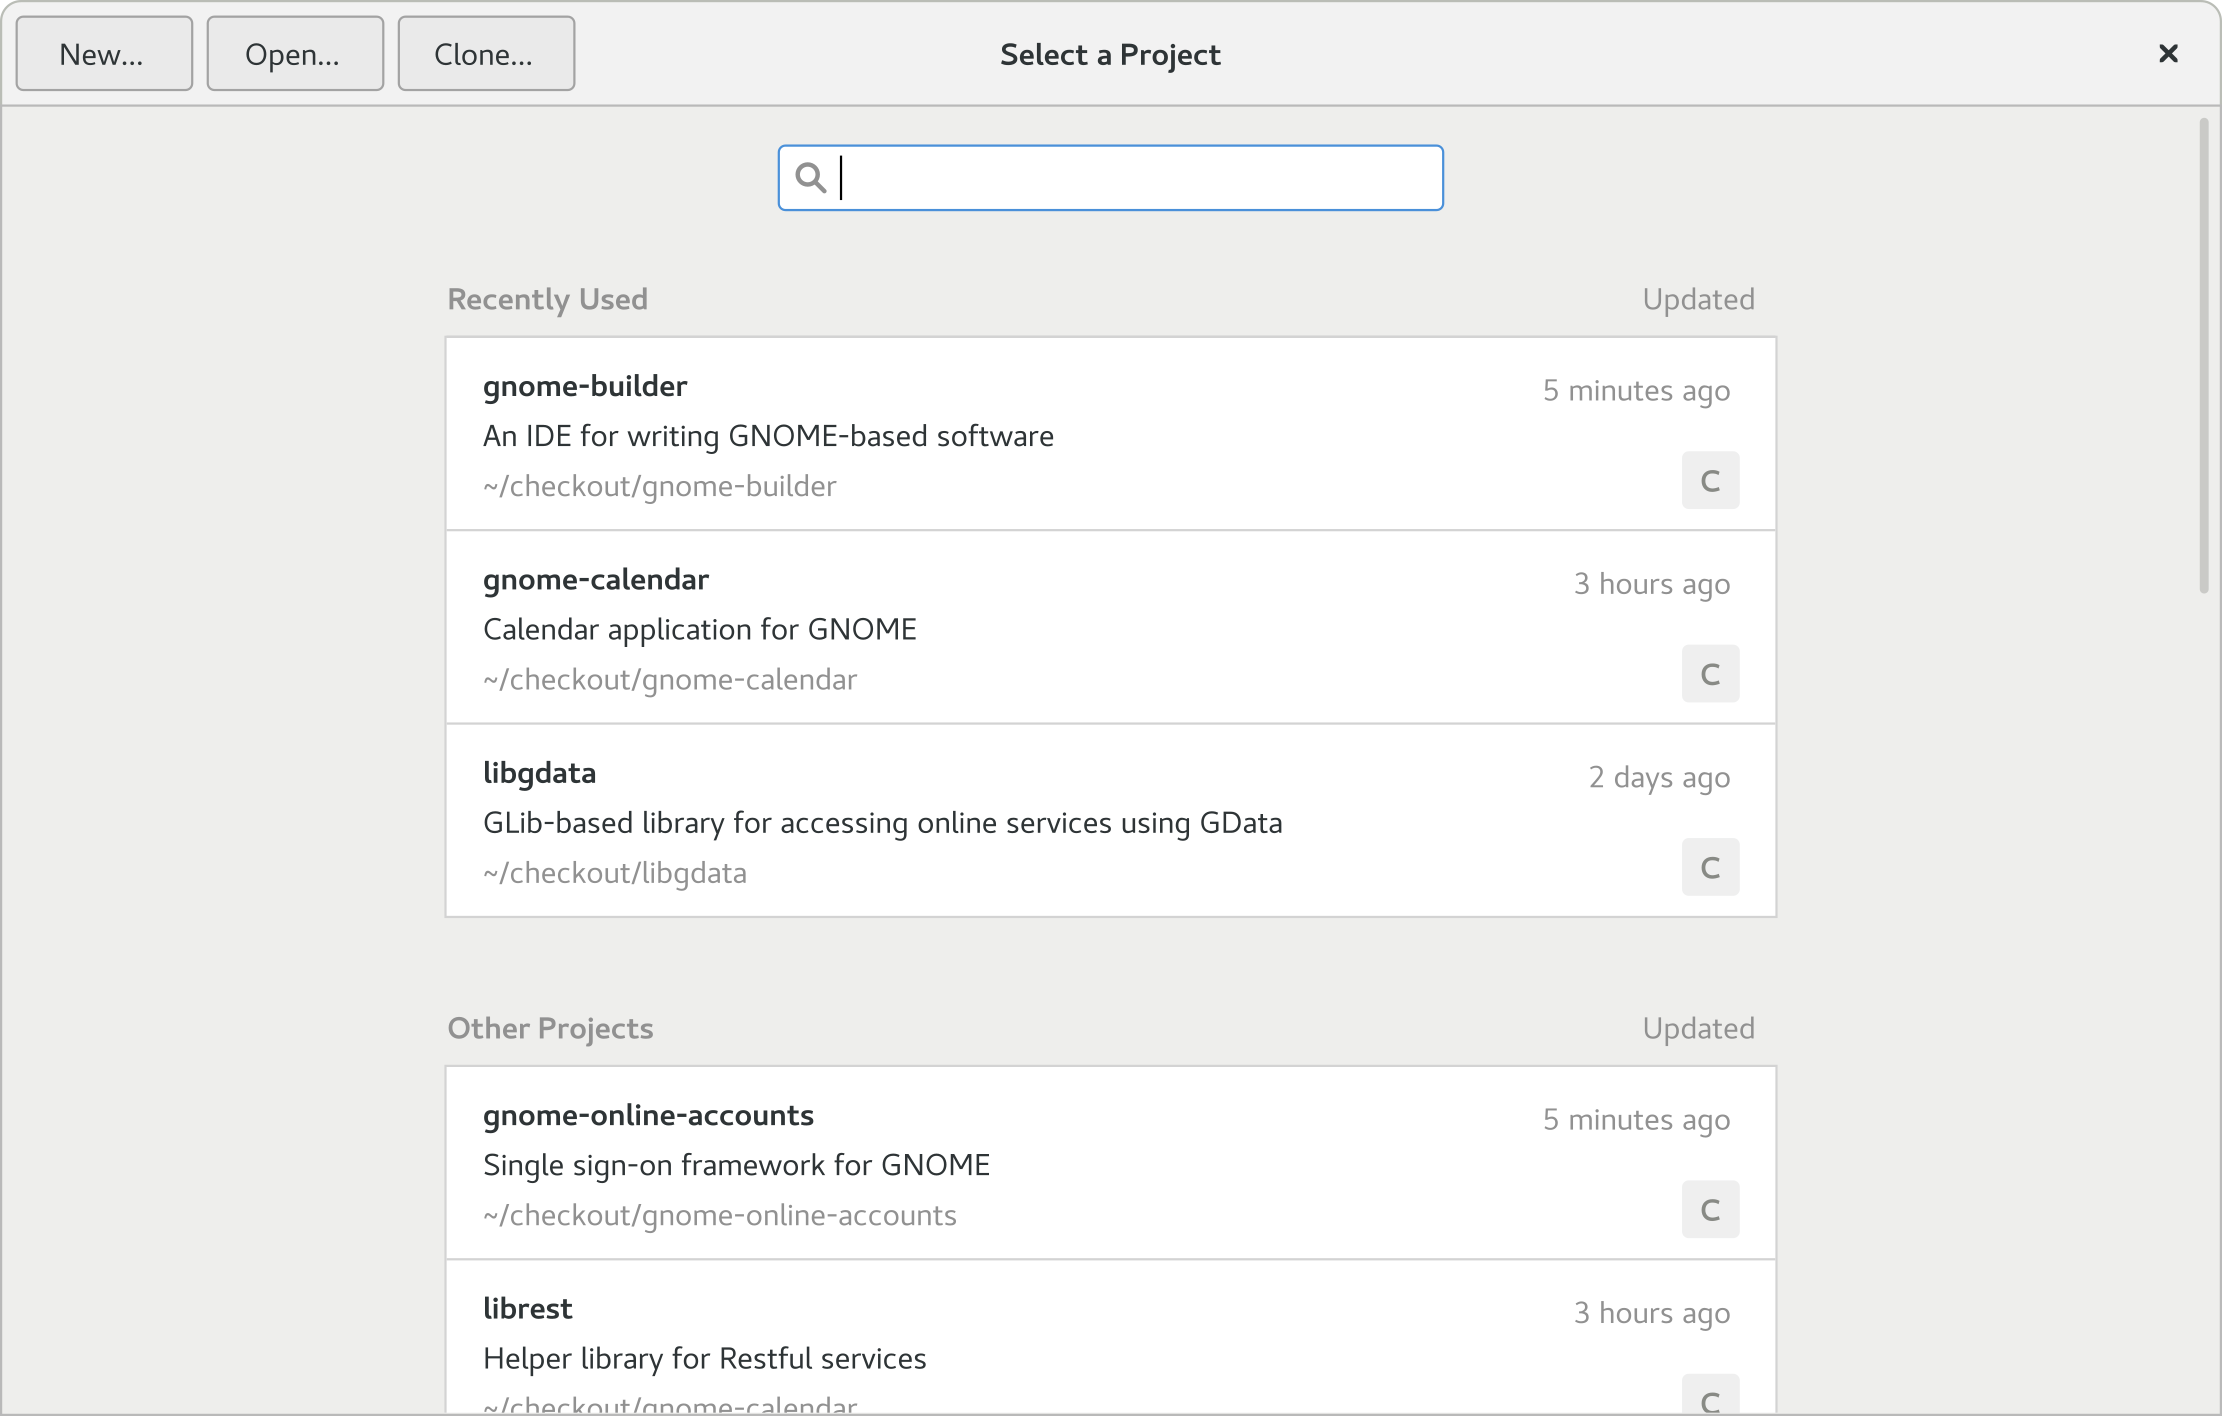 New... Open... Clone... Select a Project
Recently Used Updated
gnome-builder 5 minutes ago
An IDE for writing GNOME-based software
~/checkout/gnome-builder C
gnome-calendar 3 hours ago
Calendar application for GNOME
~/checkout/gnome-calendar C
libgdata 2 days ago
GLib-based library for accessing online services using GData
~/checkout/libgdata C
Other Projects Updated
gnome-online-accounts 5 minutes ago
Single sign-on framework for GNOME
~/checkout/gnome-online-accounts C
librest 3 hours ago
Helper library for Restful services
~/checkout/gnome-calendar C